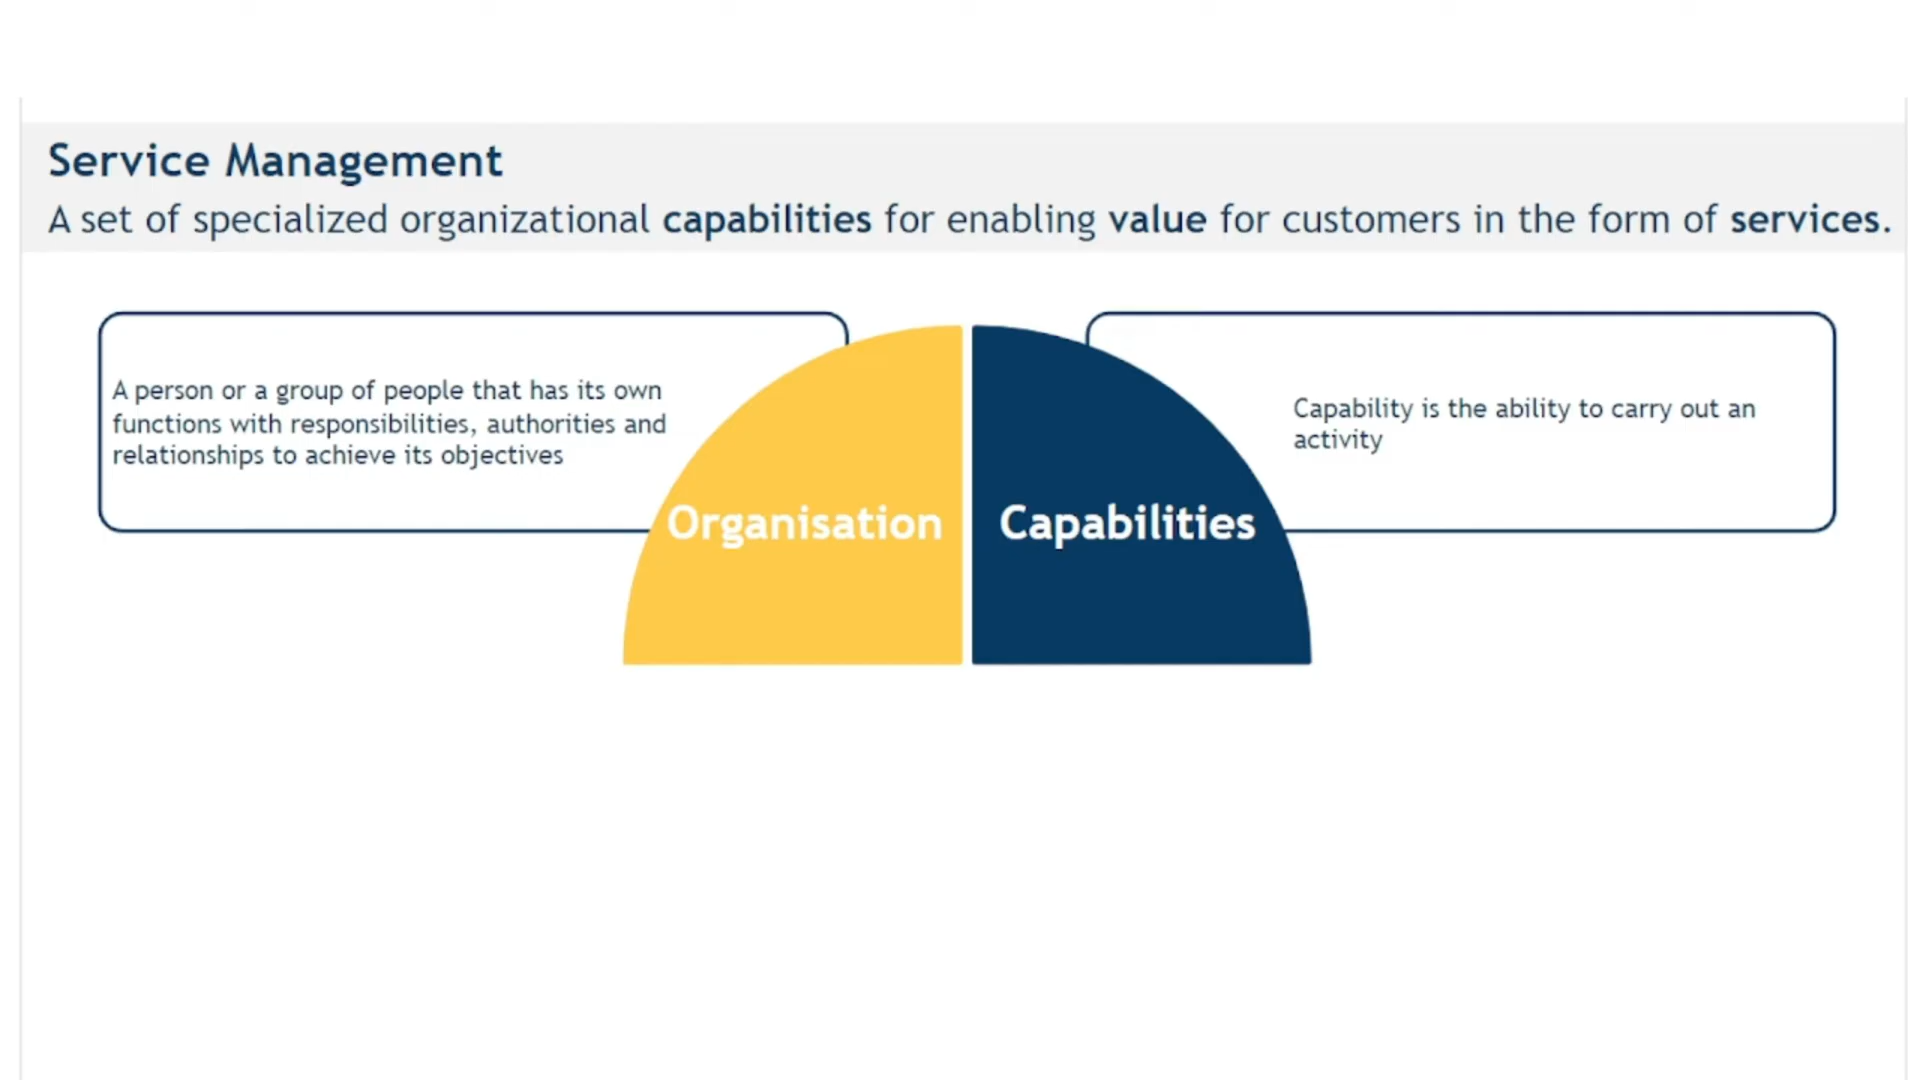 Service Management
A set of specialized organizational capabilities for enabling value for customers in the form of services.
A person or a group of people that has its own
functions with responsibilities, authorities and
relationships to achieve its objectives
Capability is the ability to carry out an
activity
Organisation
Capabilities